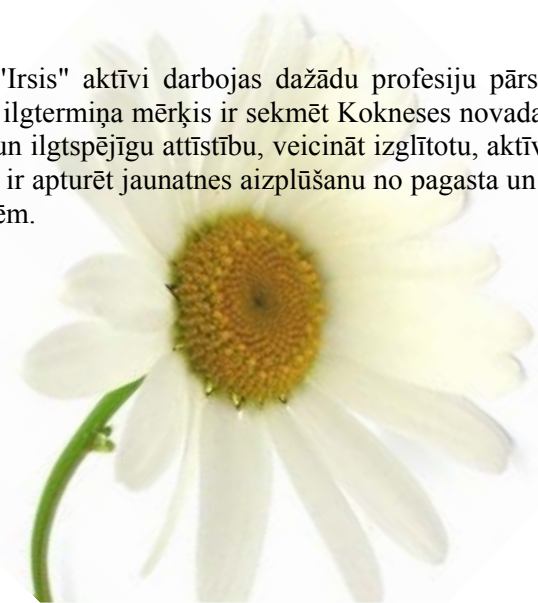 "Irsis" aktīvi darbojas dažādu profesiju pārs
ilgtermiņa mērķis ir sekmēt Kokneses novada
un ilgtspējīgu attīstību, veicināt izglītotu, aktīv
ir apturēt jaunatnes aizplūšanu no pagasta un
ēm.